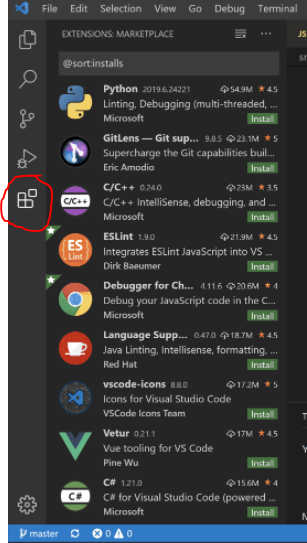 File Edit Selection View Go Debug Terminal
EXTENSIONS: MARKETPLACE
JS
@sort:installs
sr
Python 2019.6.24221 54.9M ★ 4.5
Linting, Debugging (multi-threaded, ...
Microsoft Install
GitLens — Git sup... 9.8.5 23.1M ★ 5
Supercharge the Git capabilities buil...
Eric Amodio Install
C/C++ 0.24.0 23M ★ 3.5
C/C++
C/C++ IntelliSense, debugging, and ...
Microsoft Install
ESLint 1.9.0 21.9M ★ 4.5
ES
Lint
Integrates ESLint JavaScript into VS ...
Dirk Baeumer Install
Debugger for Ch... 4.11.6 20.6M ★ 4
Debug your JavaScript code in the C...
Microsoft Install
Language Supp... 0.47.0 18.7M ★ 4.5
Java Linting, Intellisense, formatting, ...
Red Hat Install
vscode-icons 8.8.0 17.2M ★ 5
Icons for Visual Studio Code
VSCode Icons Team Install
Vetur 0.21.1 17M ★ 4.5
Vue tooling for VS Code
Pine Wu Install
C# 1.21.0 15.6M ★ 4
C#
C# for Visual Studio Code (powered ...
Microsoft Install
T
Y
N
master 0 0